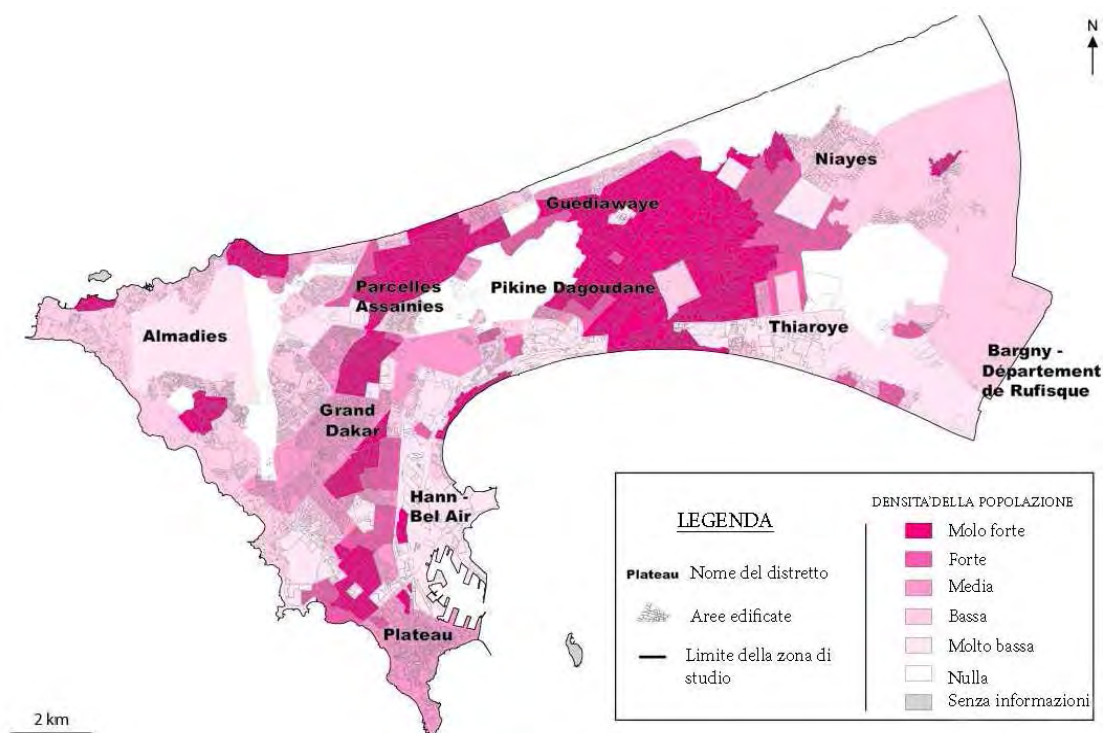 N
Niayes
Guédiawaye
Parcelles
Assainies
Pikine Dagoudane
Almadies
Thiaroye
Bargny -
Département
de Rufisque
Grand
Dakar
Hann -
Bel Air
Plateau
2 km
LEGENDA
Plateau Nome del distretto
Aree edificate
Limite della zona di
studio
DENSITA'DELLA POPOLAZIONE
Molo forte
Forte
Media
Bassa
Molto bassa
Nulla
Senza informazioni